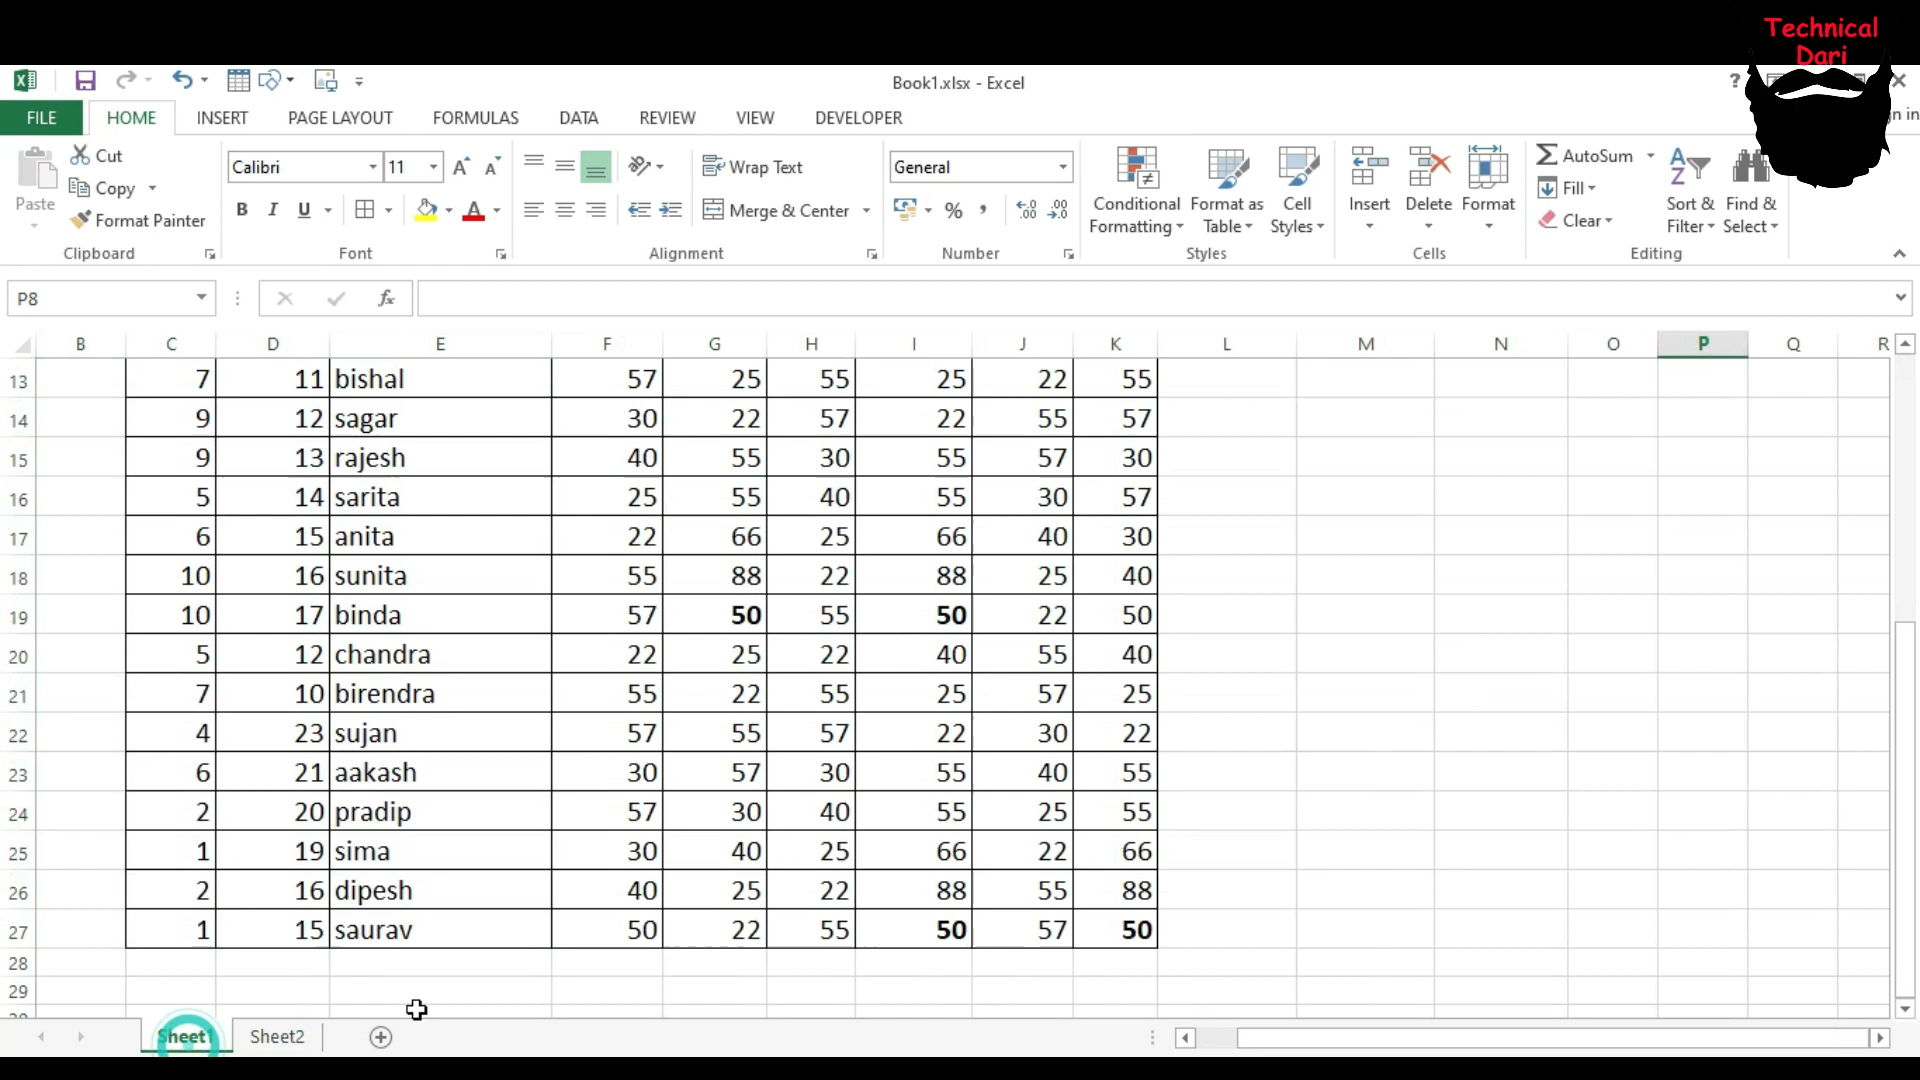 Technical
Dari
Book1.xlsx - Excel
?
FILE HOME INSERT PAGE LAYOUT FORMULAS DATA REVIEW VIEW DEVELOPER
n in
Paste
Cut
Copy
Format Painter
Clipboard
Calibri 11
B I U
Font
Wrap Text
Merge & Center
Alignment
General
%
Number
Conditional Formatting
Format as Table
Cell Styles
Styles
Insert
Delete
Format
Cells
AutoSum
Fill
Clear
Sort & Filter
Find & Select
Editing
P8 fx
B C D E F G H I J K L M N O P Q R
13 7 11 bishal 57 25 55 25 22 55
14 9 12 sagar 30 22 57 22 55 57
15 9 13 rajesh 40 55 30 55 57 30
16 5 14 sarita 25 55 40 55 30 57
17 6 15 anita 22 66 25 66 40 30
18 10 16 sunita 55 88 22 88 25 40
19 10 17 binda 57 50 55 50 22 50
20 5 12 chandra 22 25 22 40 55 40
21 7 10 birendra 55 22 55 25 57 25
22 4 23 sujan 57 55 57 22 30 22
23 6 21 aakash 30 57 30 55 40 55
24 2 20 pradip 57 30 40 55 25 55
25 1 19 sima 30 40 25 66 22 66
26 2 16 dipesh 40 25 22 88 55 88
27 1 15 saurav 50 22 55 50 57 50
28
29
Sheet1 Sheet2